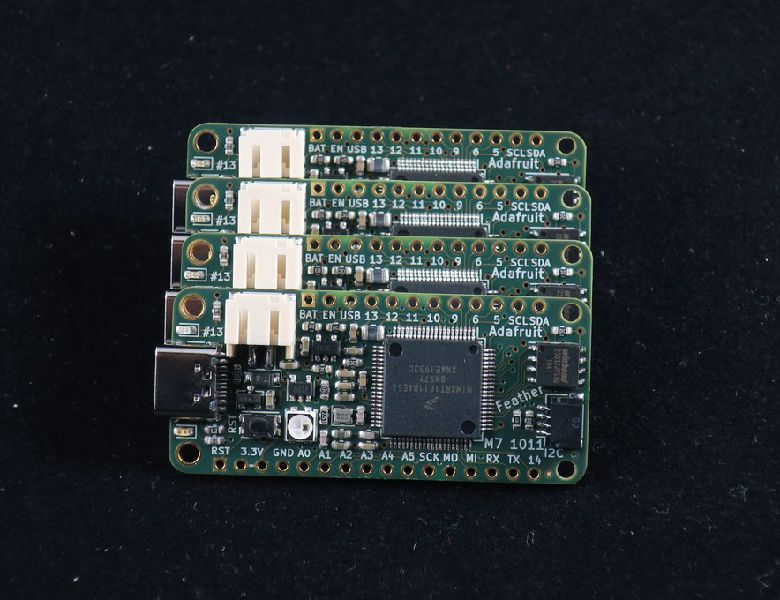 BAT EN USB 13 12 11 10 9 6 5 SCL SDA
#13 Adafruit
BAT EN USB 13 12 11 10 9 6 5 SCL SDA
#13 Adafruit
BAT EN USB 13 12 11 10 9 6 5 SCL SDA
#13 Adafruit
BAT EN USB 13 12 11 10 9 6 5 SCL SDA
#13 Adafruit
Feather
RST
M7 1011
I2C
RST 3.3V GND A0 A1 A2 A3 A4 A5 SCK MO MI RX TX 14